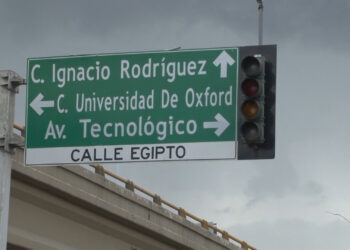 C. Ignacio Rodríguez
C. Universidad De Oxford
Av. Tecnológico
CALLE EGIPTO